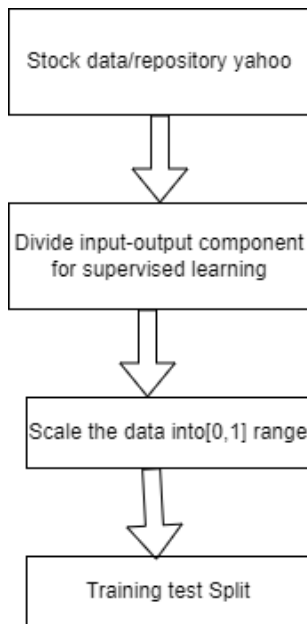 Stock data/repository yahoo
Divide input-output component
for supervised learning
Scale the data into[0,1] range
Training test Split